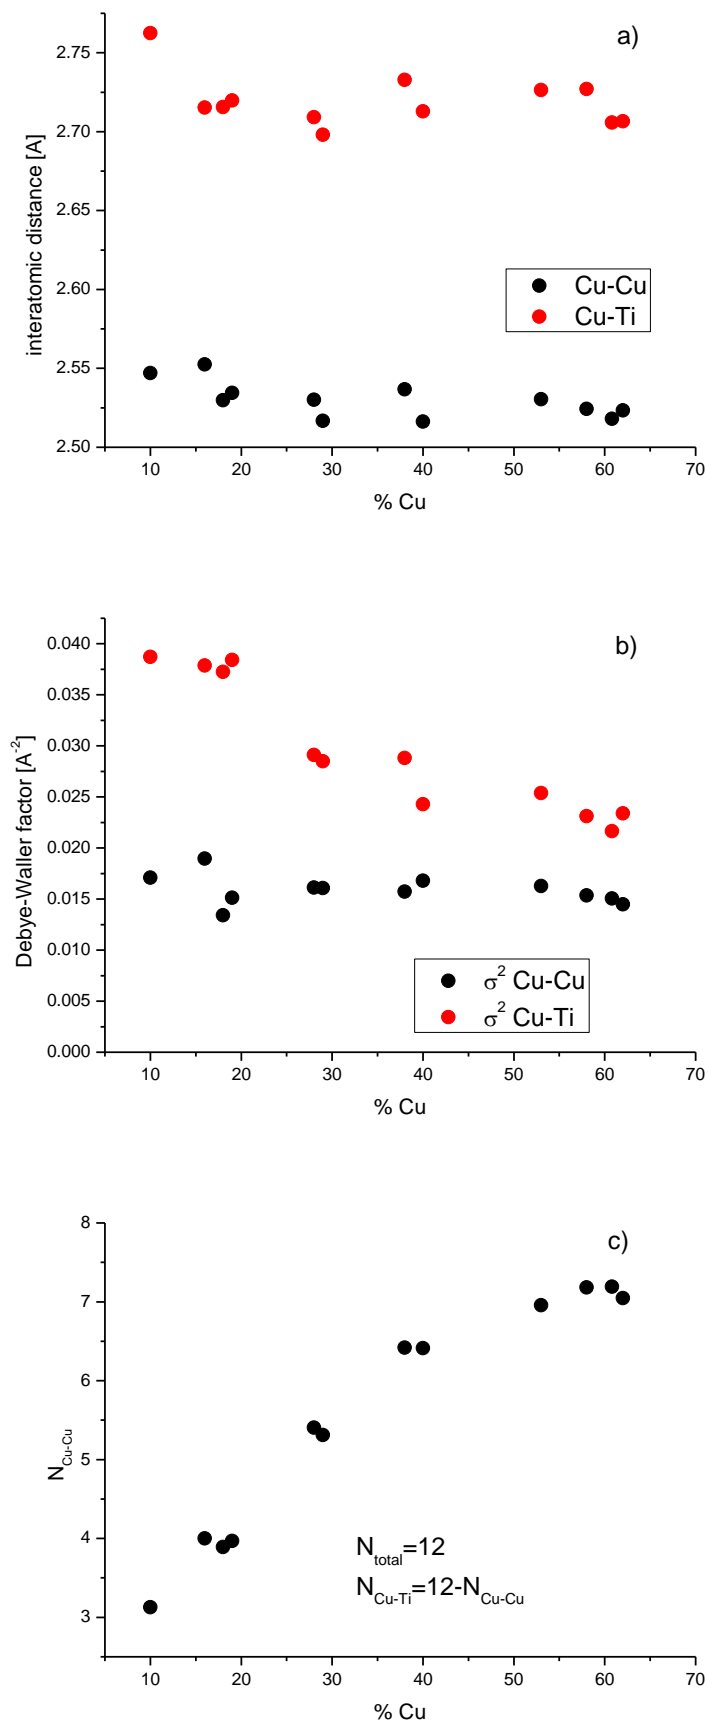 a)
2.75
2.70
2.65
2.60
2.55
2.50
interatomic distance [A]
Cu-Cu
Cu-Ti
10 20 30 40 50 60 70
% Cu
b)
0.040
0.035
0.030
0.025
0.020
0.015
0.010
0.005
0.000
Debye-Waller factor [A⁻²]
σ² Cu-Cu
σ² Cu-Ti
10 20 30 40 50 60 70
% Cu
c)
8
7
6
5
4
3
N_Cu-Cu
N_total=12
N_Cu-Ti=12-N_Cu-Cu
10 20 30 40 50 60 70
% Cu